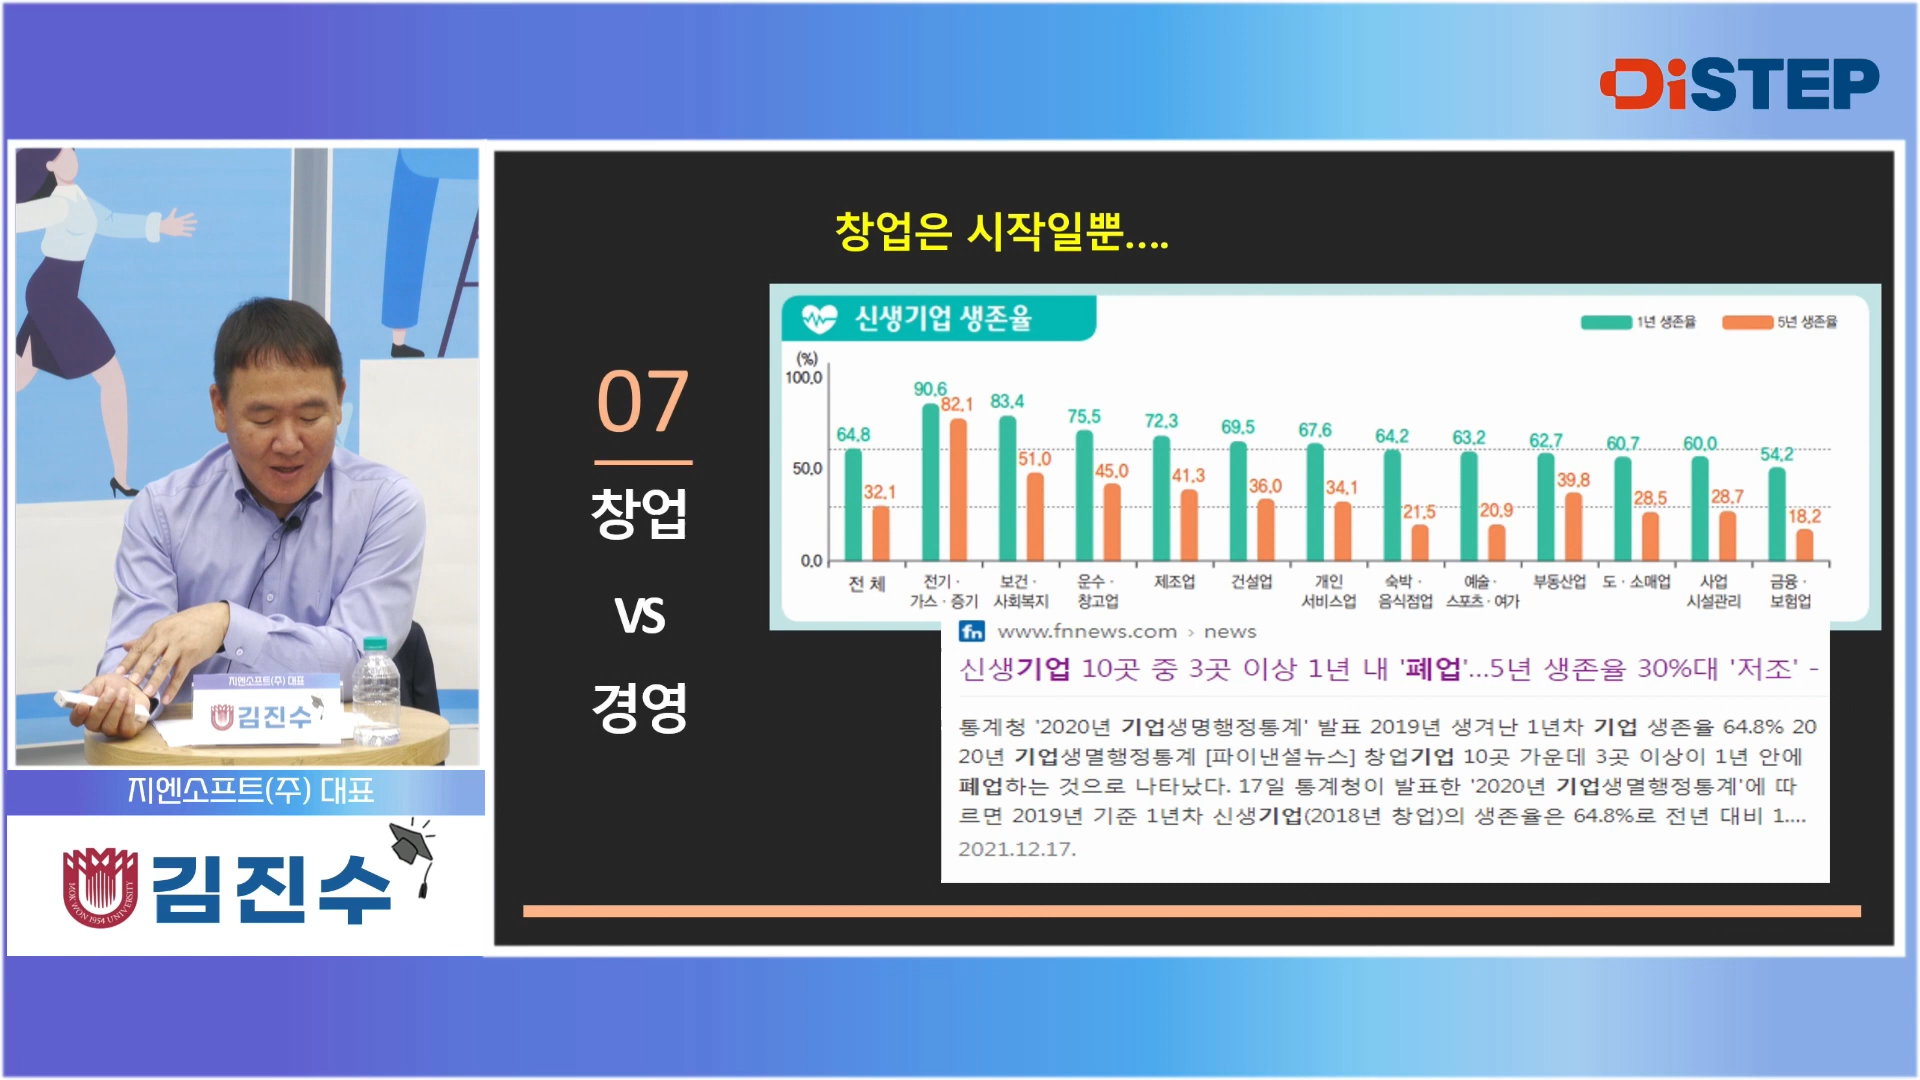 DiSTEP
창업은 시작일뿐....
07
창업
vs
경영
신생기업 생존율
1년 생존율 5년 생존율
(%)
100.0
50.0
0.0
64.8 32.1
90.6 82.1
83.4 51.0
75.5 45.0
72.3 41.3
69.5 36.0
67.6 34.1
64.2 21.5
63.2 20.9
62.7 39.8
60.7 28.5
60.0 28.7
54.2 18.2
전 체
전기 ·
가스 · 증기
보건 ·
사회복지
운수 ·
창고업
제조업
건설업
개인
서비스업
숙박 ·
음식점업
예술 ·
스포츠 · 여가
부동산업
도 · 소매업
사업
시설관리
금융 ·
보험업
fn www.fnnews.com › news
신생기업 10곳 중 3곳 이상 1년 내 '폐업'...5년 생존율 30%대 '저조' -
통계청 '2020년 기업생명행정통계' 발표 2019년 생겨난 1년차 기업 생존율 64.8% 20
20년 기업생멸행정통계 [파이낸셜뉴스] 창업기업 10곳 가운데 3곳 이상이 1년 안에
폐업하는 것으로 나타났다. 17일 통계청이 발표한 '2020년 기업생멸행정통계'에 따
르면 2019년 기준 1년차 신생기업(2018년 창업)의 생존율은 64.8%로 전년 대비 1....
2021.12.17.
지엔소프트(주) 대표
김진수
지엔소프트(주) 대표
MOKWON 1954 UNIVERSITY
김진수